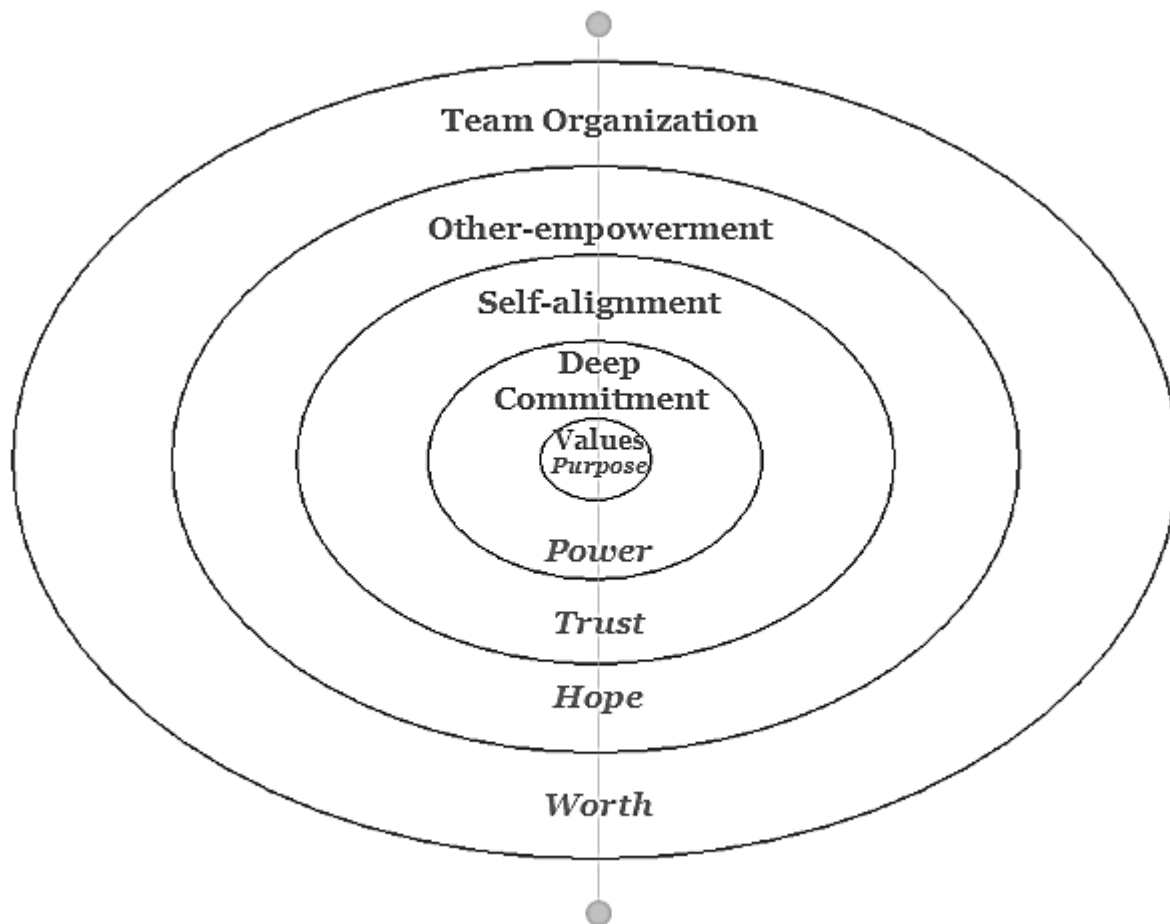 Team Organization
Other-empowerment
Self-alignment
Deep
Commitment
Values
Purpose
Power
Trust
Hope
Worth